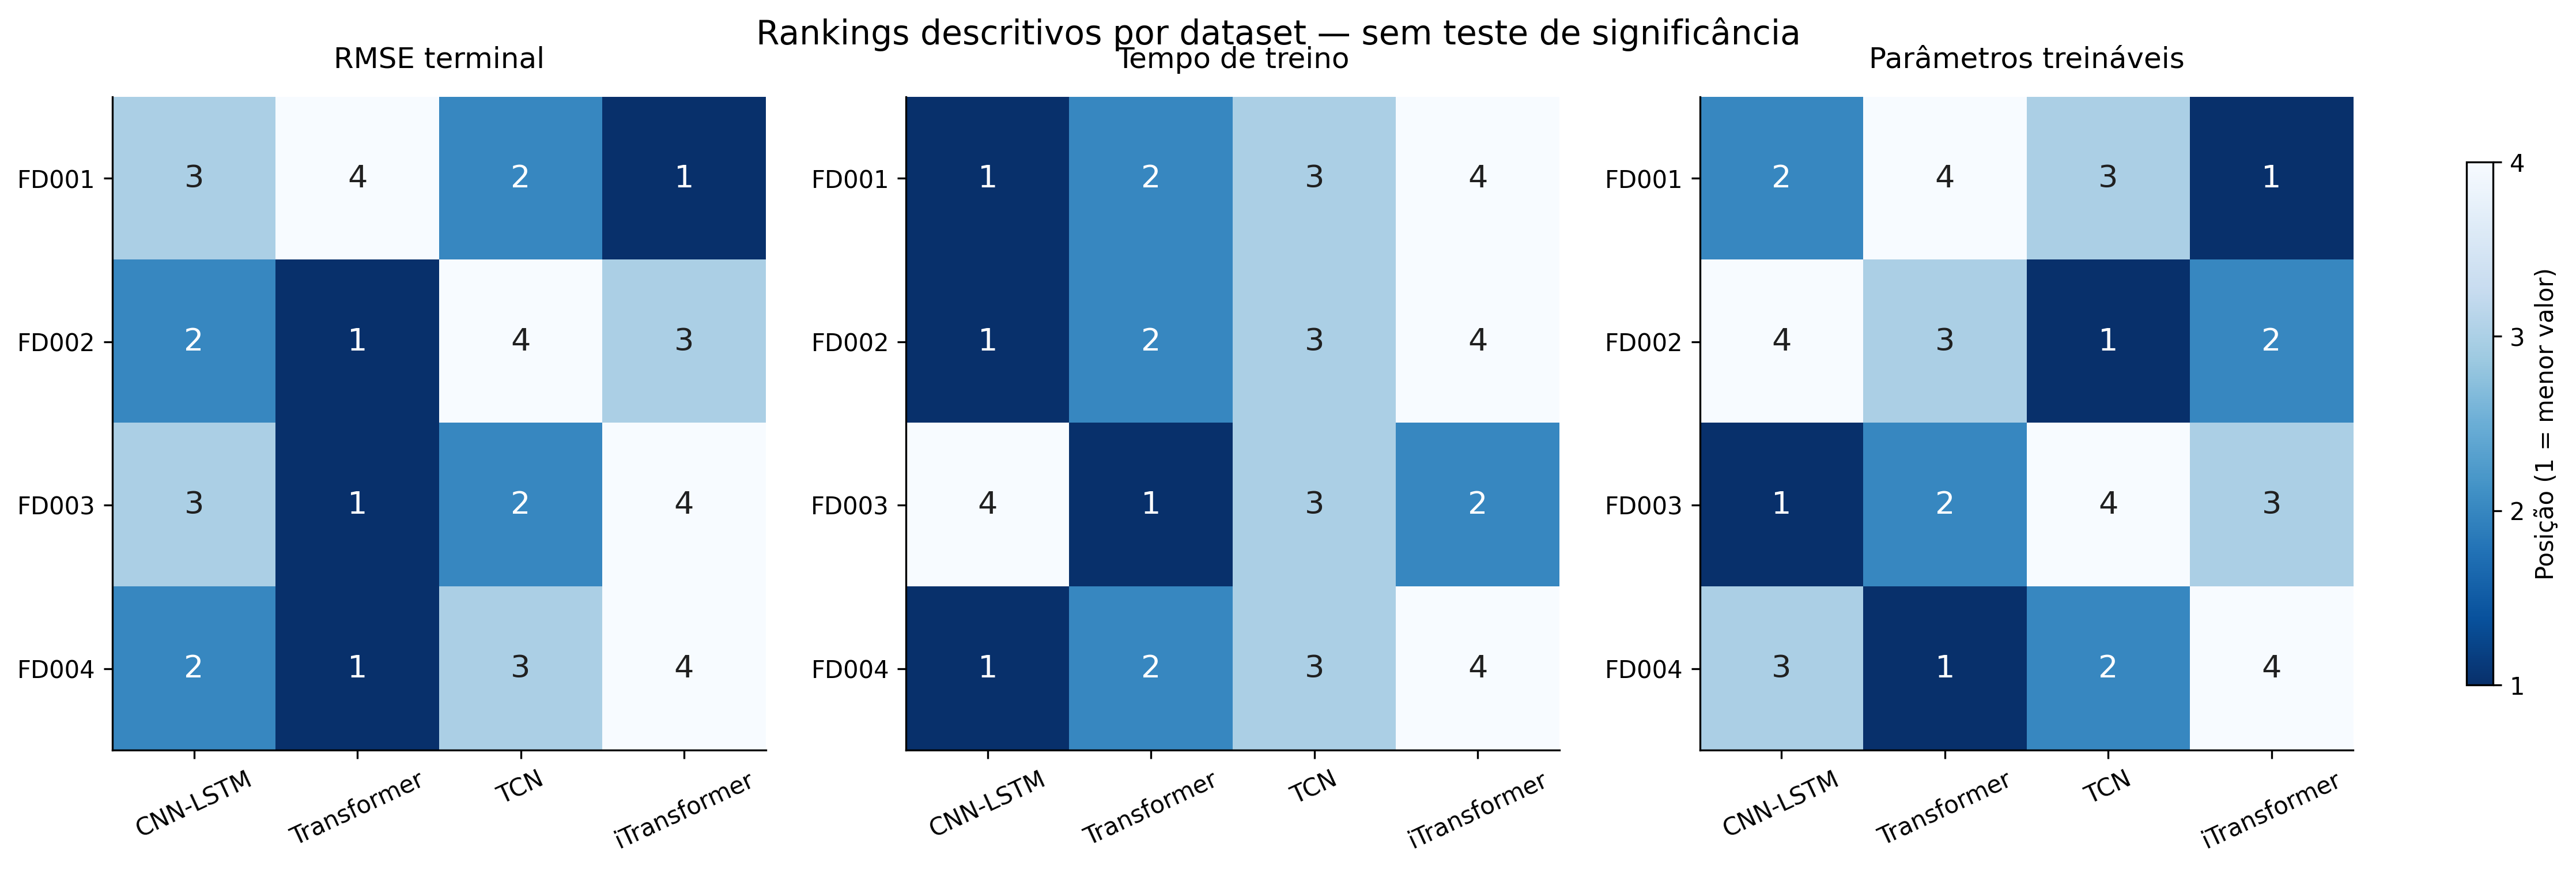 Rankings descritivos por dataset — sem teste de significância
RMSE terminal
FD001 3 4 2 1
FD002 2 1 4 3
FD003 3 1 2 4
FD004 2 1 3 4
CNN-LSTM Transformer TCN iTransformer
Tempo de treino
FD001 1 2 3 4
FD002 1 2 3 4
FD003 4 1 3 2
FD004 1 2 3 4
CNN-LSTM Transformer TCN iTransformer
Parâmetros treináveis
FD001 2 4 3 1
FD002 4 3 1 2
FD003 1 2 4 3
FD004 3 1 2 4
CNN-LSTM Transformer TCN iTransformer
4
3
2
1
Posição (1 = menor valor)